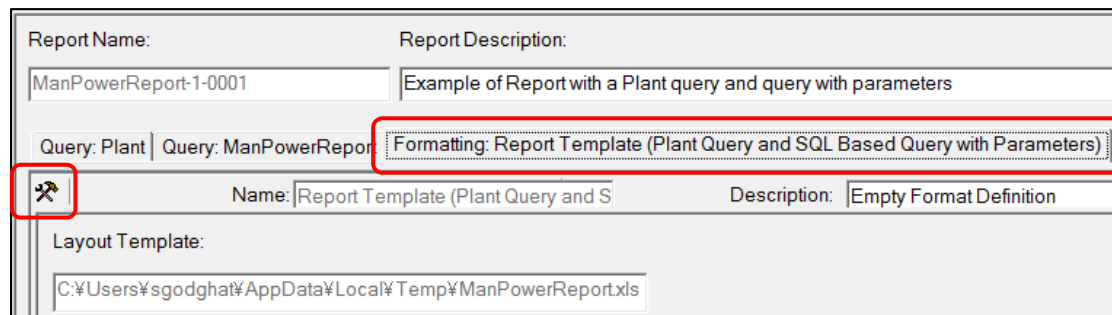 Report Name: Report Description:
ManPowerReport-1-0001 Example of Report with a Plant query and query with parameters
Query: Plant Query: ManPowerReport Formatting: Report Template (Plant Query and SQL Based Query with Parameters)
Name: Report Template (Plant Query and S Description: Empty Format Definition
Layout Template:
C:¥Users¥sgodghat¥AppData¥Local¥Temp¥ManPowerReport.xls